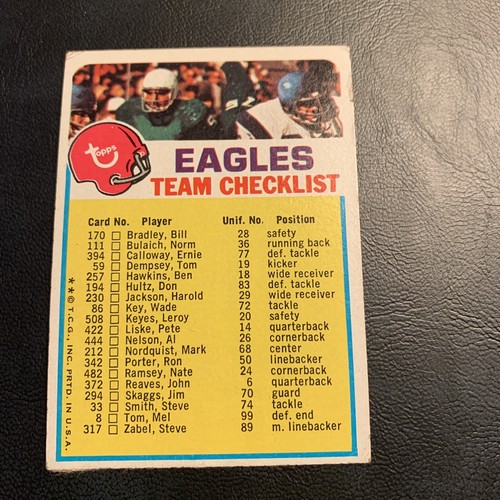 topps
EAGLES
TEAM CHECKLIST
Card No. Player Unif. No. Position
170 Bradley, Bill 28 safety
111 Bulaich, Norm 36 running back
394 Calloway, Ernie 77 def. tackle
59 Dempsey, Tom 19 kicker
257 Hawkins, Ben 18 wide receiver
194 Hultz, Don 83 def. tackle
230 Jackson, Harold 29 wide receiver
86 Key, Wade 72 tackle
508 Keyes, Leroy 20 safety
422 Liske, Pete 14 quarterback
444 Nelson, Al 26 cornerback
212 Nordquist, Mark 68 center
342 Porter, Ron 50 linebacker
482 Ramsey, Nate 24 cornerback
372 Reaves, John 6 quarterback
294 Skaggs, Jim 70 guard
33 Smith, Steve 74 tackle
8 Tom, Mel 99 def. end
317 Zabel, Steve 89 m. linebacker
**© T.C.G., INC. PRTD. IN U.S.A.